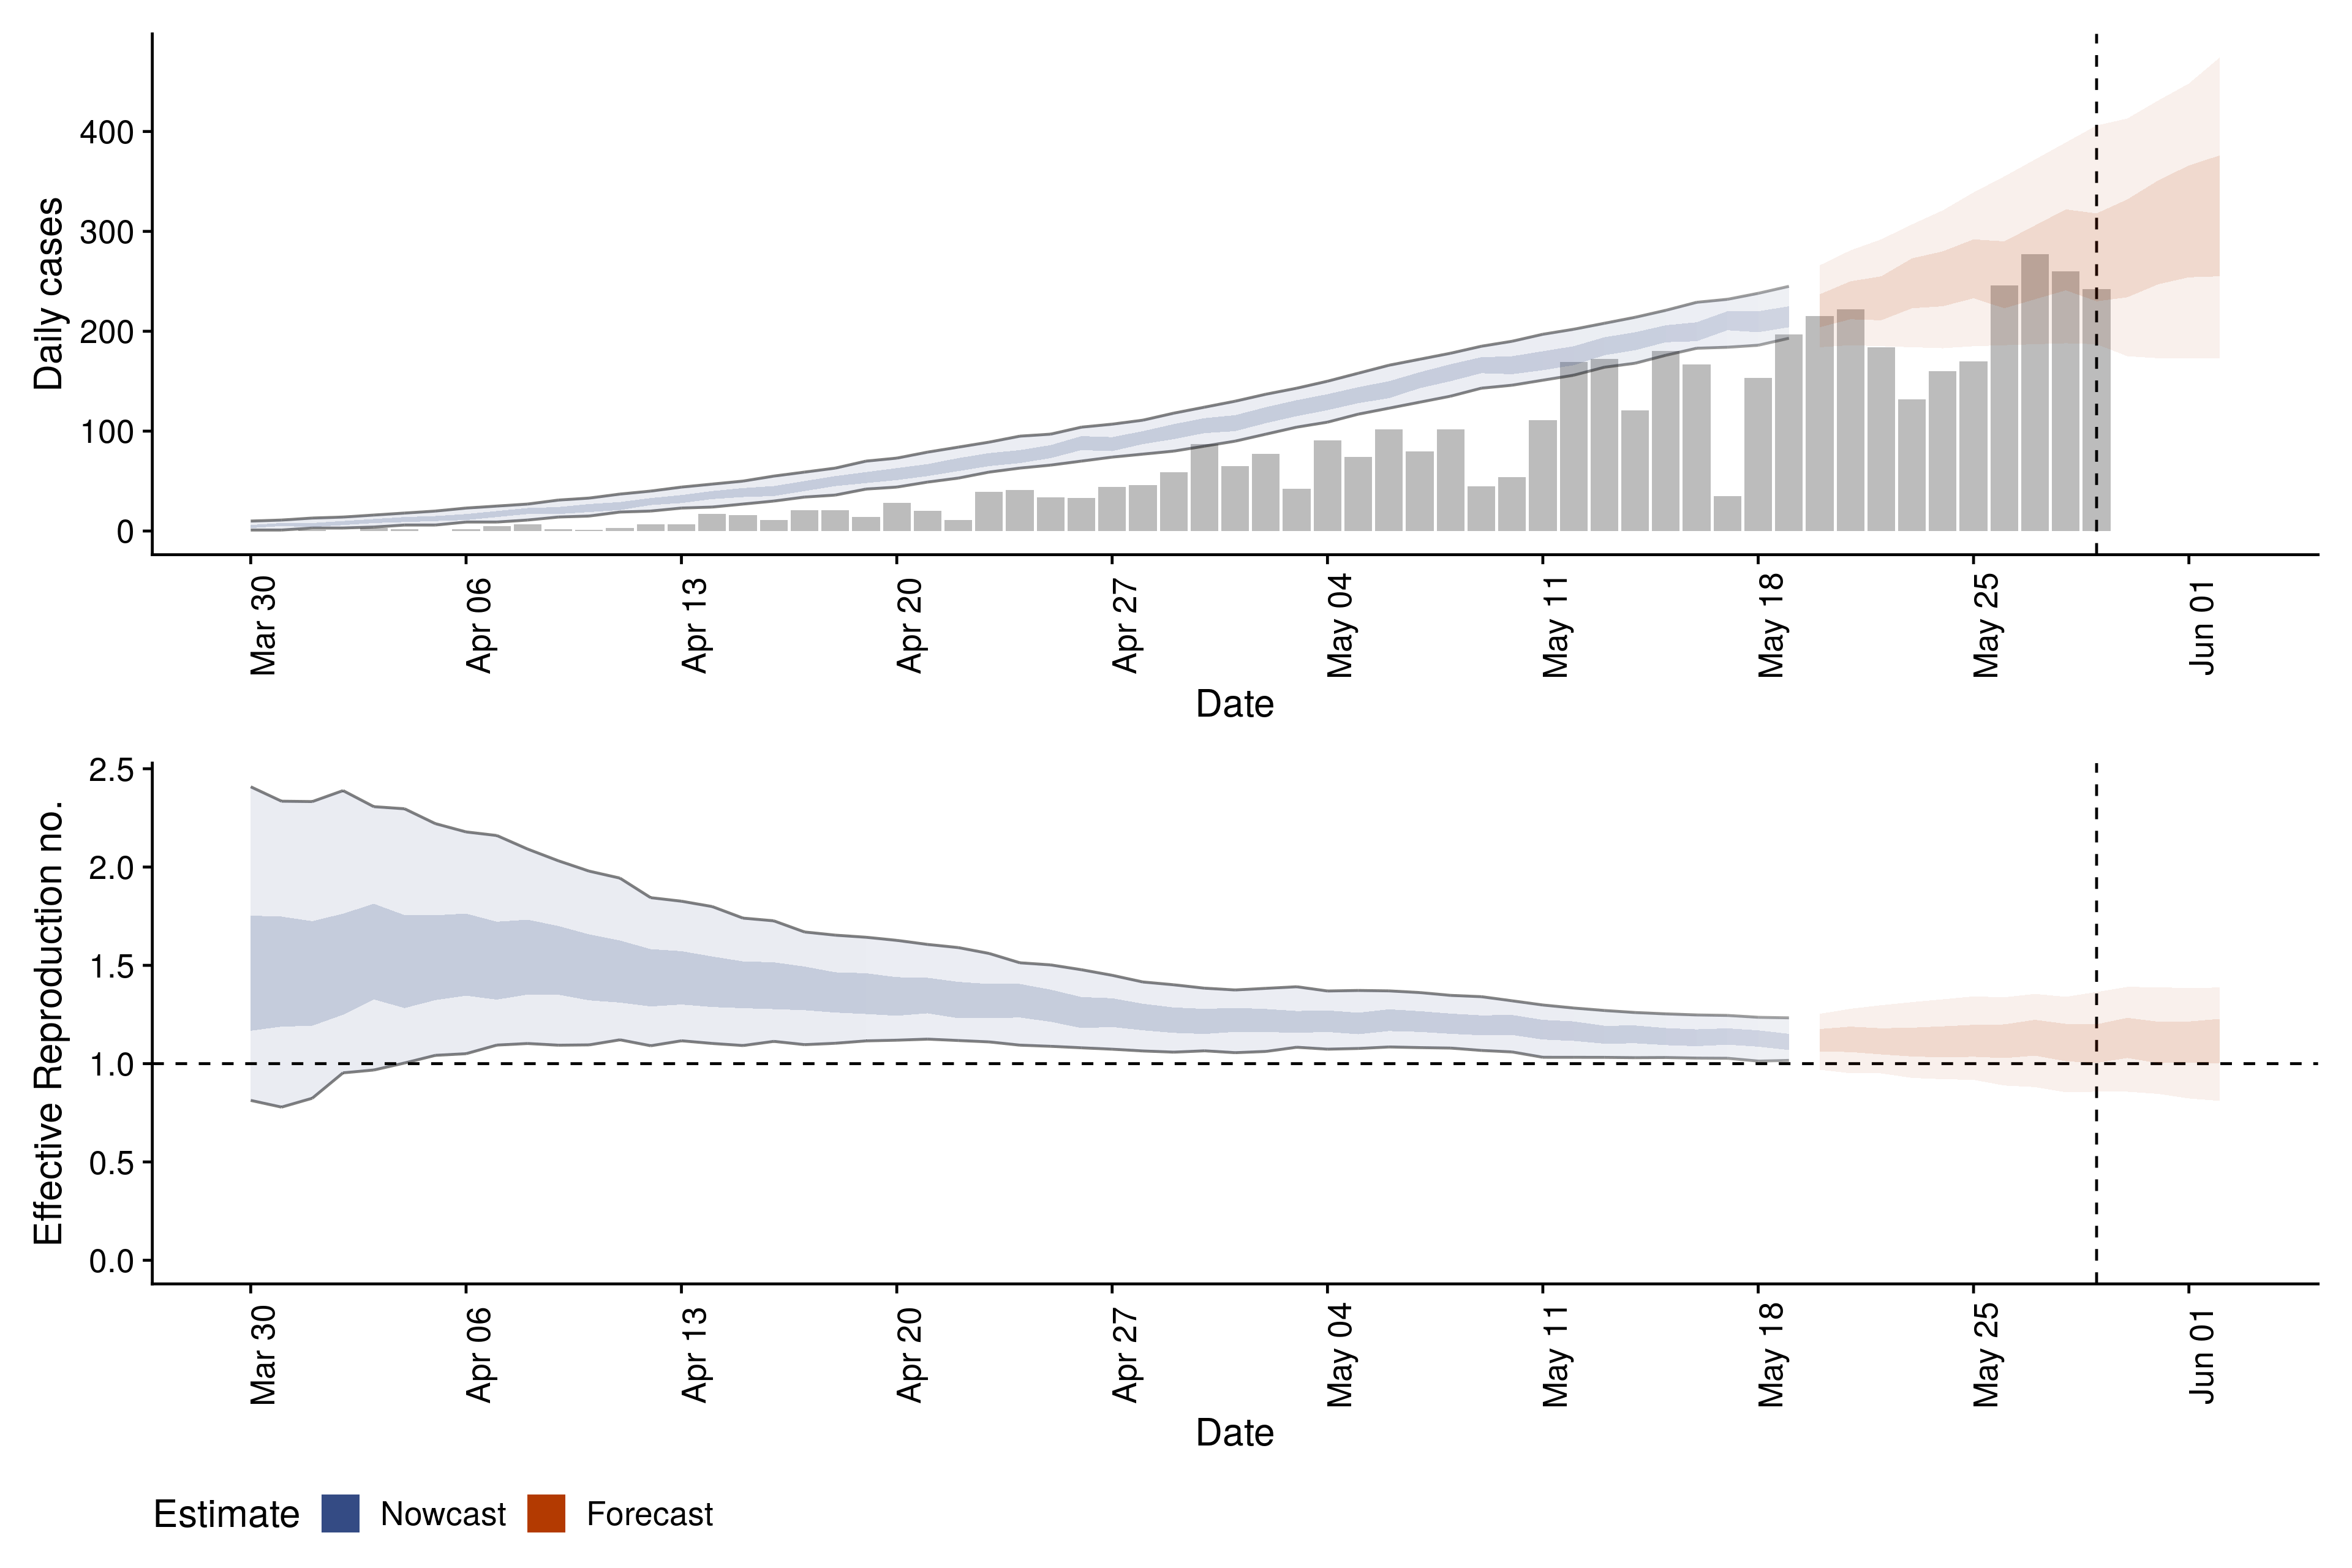 Daily cases
400
300
200
100
0
Mar 30
Apr 06
Apr 13
Apr 20
Apr 27
May 04
May 11
May 18
May 25
Jun 01
Date
Effective Reproduction no.
2.5
2.0
1.5
1.0
0.5
0.0
Mar 30
Apr 06
Apr 13
Apr 20
Apr 27
May 04
May 11
May 18
May 25
Jun 01
Date
Estimate Nowcast Forecast